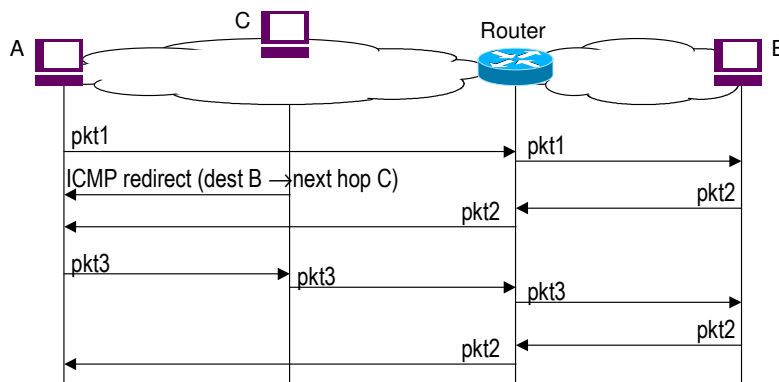 C
Router
A
B
pkt1
pkt1
ICMP redirect (dest B →next hop C)
pkt2
pkt2
pkt3
pkt3
pkt3
pkt2
pkt2